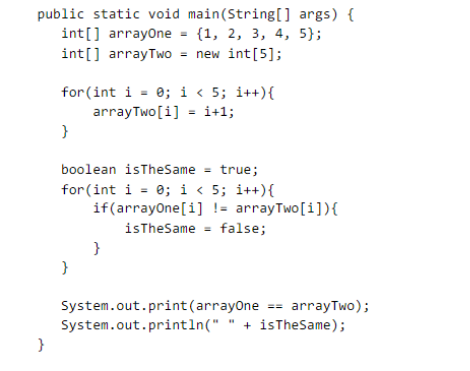 public static void main(String[] args) {
    int[] arrayOne = {1, 2, 3, 4, 5};
    int[] arrayTwo = new int[5];

    for(int i = 0; i < 5; i++){
        arrayTwo[i] = i+1;
    }

    boolean isTheSame = true;
    for(int i = 0; i < 5; i++){
        if(arrayOne[i] != arrayTwo[i]){
            isTheSame = false;
        }
    }

    System.out.print(arrayOne == arrayTwo);
    System.out.println(" " + isTheSame);
}